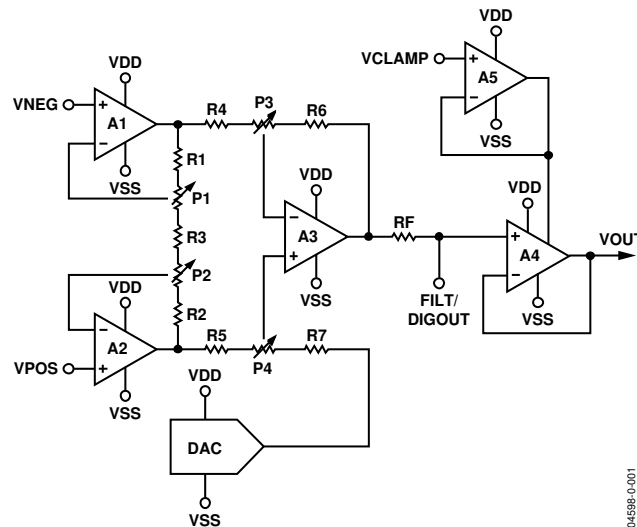 VDD
VCLAMP
+
A5
−
VSS
VDD
VNEG
+
A1
−
VSS
R4
P3
R6
R1
P1
R3
P2
R2
VDD
−
A3
+
VSS
RF
FILT/
DIGOUT
VDD
+
A4
−
VSS
VOUT
VDD
−
A2
VPOS
+
VSS
R5
P4
R7
VDD
DAC
VSS
04598-0-001